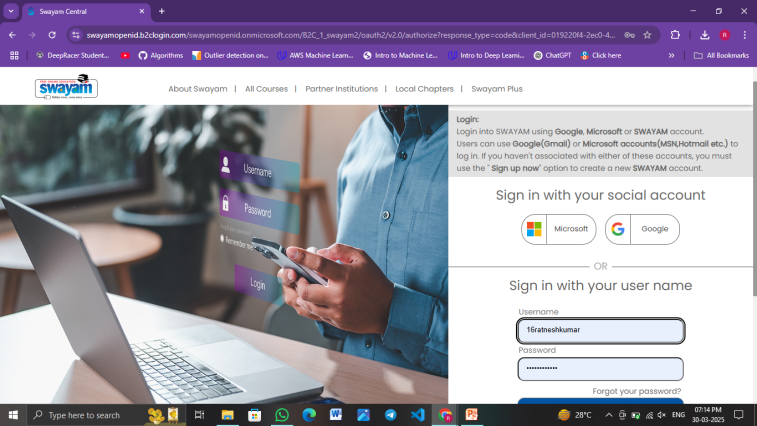 Swayam Central
swayamopenid.b2clogin.com/swayamopenid.onmicrosoft.com/B2C_1_swayam2/oauth2/v2.0/authorize?response_type=code&client_id=019220f4-2ec0-4...
R
DeepRacer Student...
Algorithms
Outlier detection on...
AWS Machine Learn...
Intro to Machine Le...
Intro to Deep Learni...
ChatGPT
Click here
All Bookmarks
swayam
About Swayam | All Courses | Partner Institutions | Local Chapters | Swayam Plus
Username
Password
Remember me
Login
Login:
Login into SWAYAM using Google, Microsoft or SWAYAM account.
Users can use Google(Gmail) or Microsoft accounts(MSN,Hotmail etc.) to
log in. If you haven't associated with either of these accounts, you must
use the " Sign up now" option to create a new SWAYAM account.
Sign in with your social account
Microsoft
Google
OR
Sign in with your user name
Username
16ratneshkumar
Password
••••••••••••
Forgot your password?
Type here to search
28°C
ENG
07:14 PM
30-03-2025